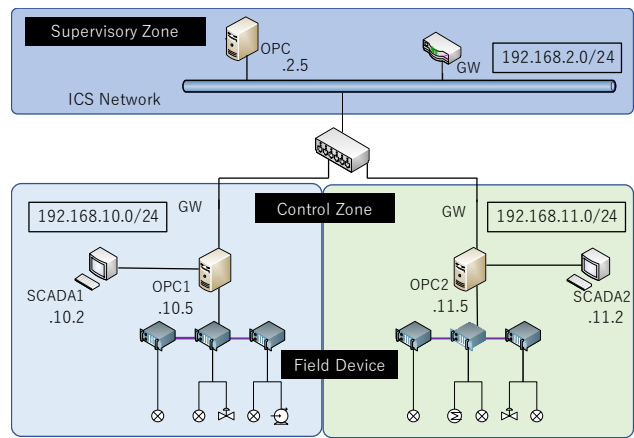 Supervisory Zone
OPC
.2.5
GW
192.168.2.0/24
ICS Network
192.168.10.0/24
GW
Control Zone
GW
192.168.11.0/24
SCADA1
.10.2
OPC1
.10.5
OPC2
.11.5
SCADA2
.11.2
Field Device
M